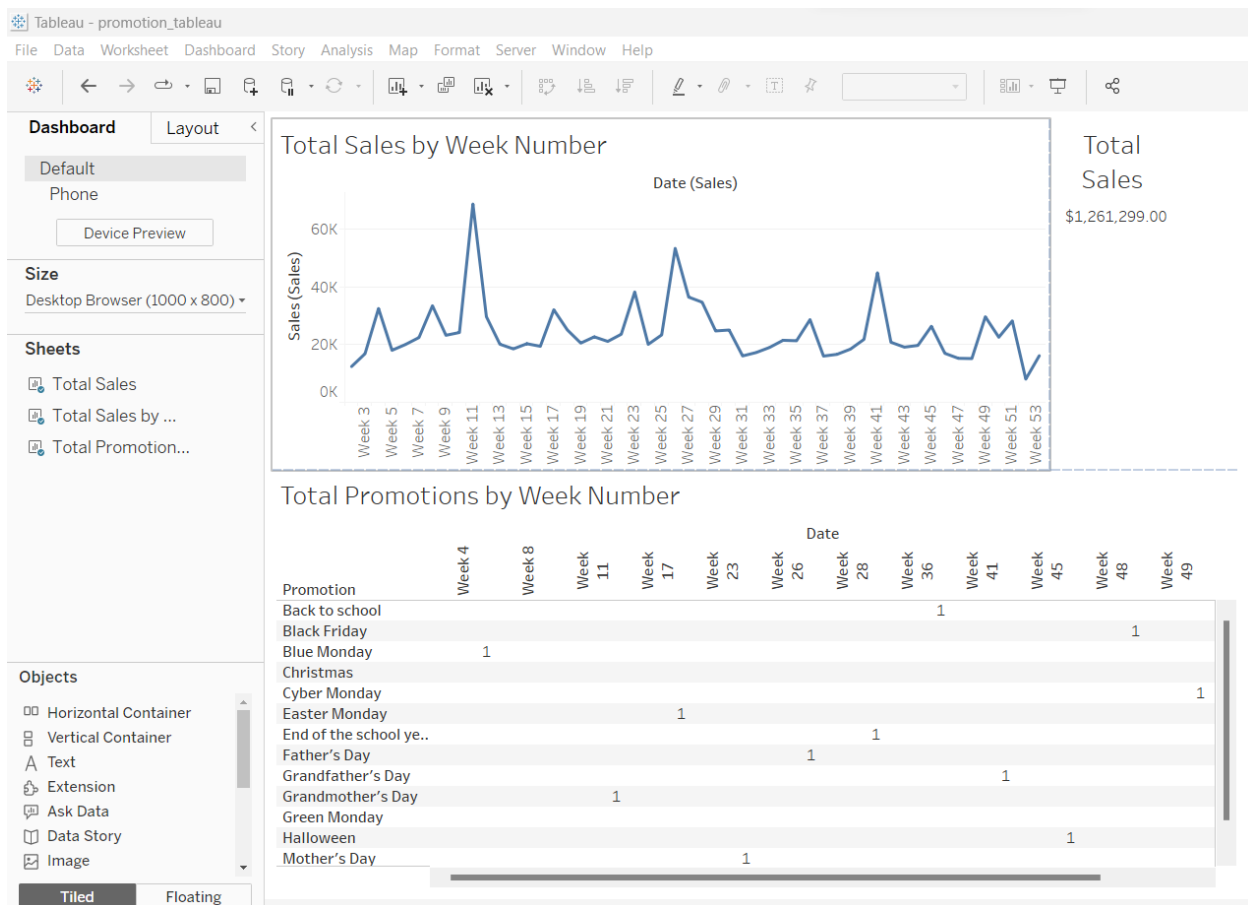 Tableau - promotion_tableau
File Data Worksheet Dashboard Story Analysis Map Format Server Window Help
Dashboard
Layout
Default
Phone
Device Preview
Size
Desktop Browser (1000 x 800)
Sheets
Total Sales
Total Sales by ...
Total Promotion...
Objects
Horizontal Container
Vertical Container
Text
Extension
Ask Data
Data Story
Image
Tiled
Floating
Total Sales by Week Number
Date (Sales)
Sales (Sales)
60K
40K
20K
0K
Week 3
Week 5
Week 7
Week 9
Week 11
Week 13
Week 15
Week 17
Week 19
Week 21
Week 23
Week 25
Week 27
Week 29
Week 31
Week 33
Week 35
Week 37
Week 39
Week 41
Week 43
Week 45
Week 47
Week 49
Week 51
Week 53
Total
Sales
$1,261,299.00
Total Promotions by Week Number
Date
Promotion
Week 4
Week 8
Week
11
Week
17
Week
23
Week
26
Week
28
Week
36
Week
41
Week
45
Week
48
Week
49
Back to school 1
Black Friday 1
Blue Monday 1
Christmas
Cyber Monday 1
Easter Monday 1
End of the school ye.. 1
Father's Day 1
Grandfather's Day 1
Grandmother's Day 1
Green Monday
Halloween 1
Mother's Day 1